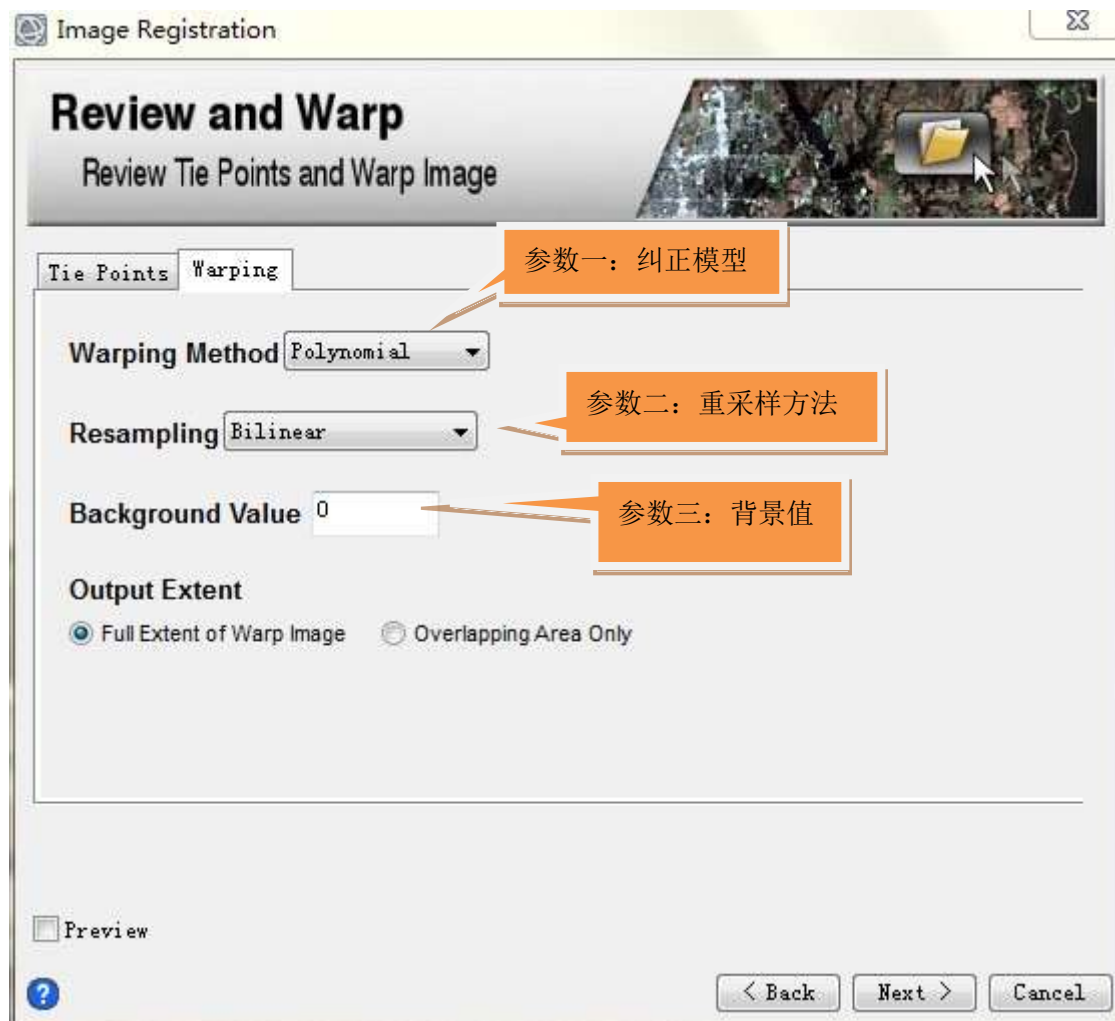 Image Registration
Review and Warp
Review Tie Points and Warp Image
Tie Points Warping
参数一：纠正模型
Warping Method Polynomial
参数二：重采样方法
Resampling Bilinear
参数三：背景值
Background Value 0
Output Extent
Full Extent of Warp Image Overlapping Area Only
Preview
?
< Back Next > Cancel